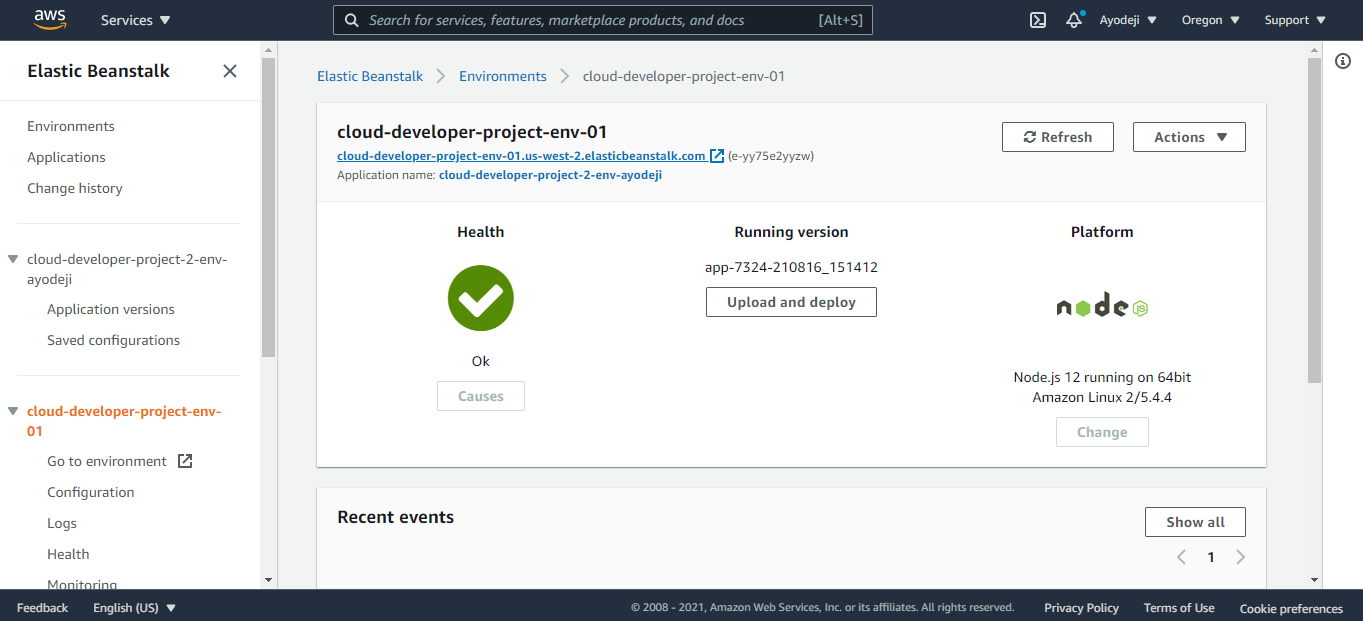 aws
Services
Search for services, features, marketplace products, and docs [Alt+S]
Ayodeji
Oregon
Support
Elastic Beanstalk
Environments
Applications
Change history
cloud-developer-project-2-env-
ayodeji
Application versions
Saved configurations
cloud-developer-project-env-
01
Go to environment
Configuration
Logs
Health
Monitoring
Elastic Beanstalk
Environments
cloud-developer-project-env-01
cloud-developer-project-env-01
cloud-developer-project-env-01.us-west-2.elasticbeanstalk.com (e-yy75e2yyzw)
Application name: cloud-developer-project-2-env-ayodeji
Refresh
Actions
Health
Ok
Causes
Running version
app-7324-210816_151412
Upload and deploy
Platform
node
JS
Node.js 12 running on 64bit
Amazon Linux 2/5.4.4
Change
Recent events
Show all
1
Feedback
English (US)
© 2008 - 2021, Amazon Web Services, Inc. or its affiliates. All rights reserved.
Privacy Policy
Terms of Use
Cookie preferences